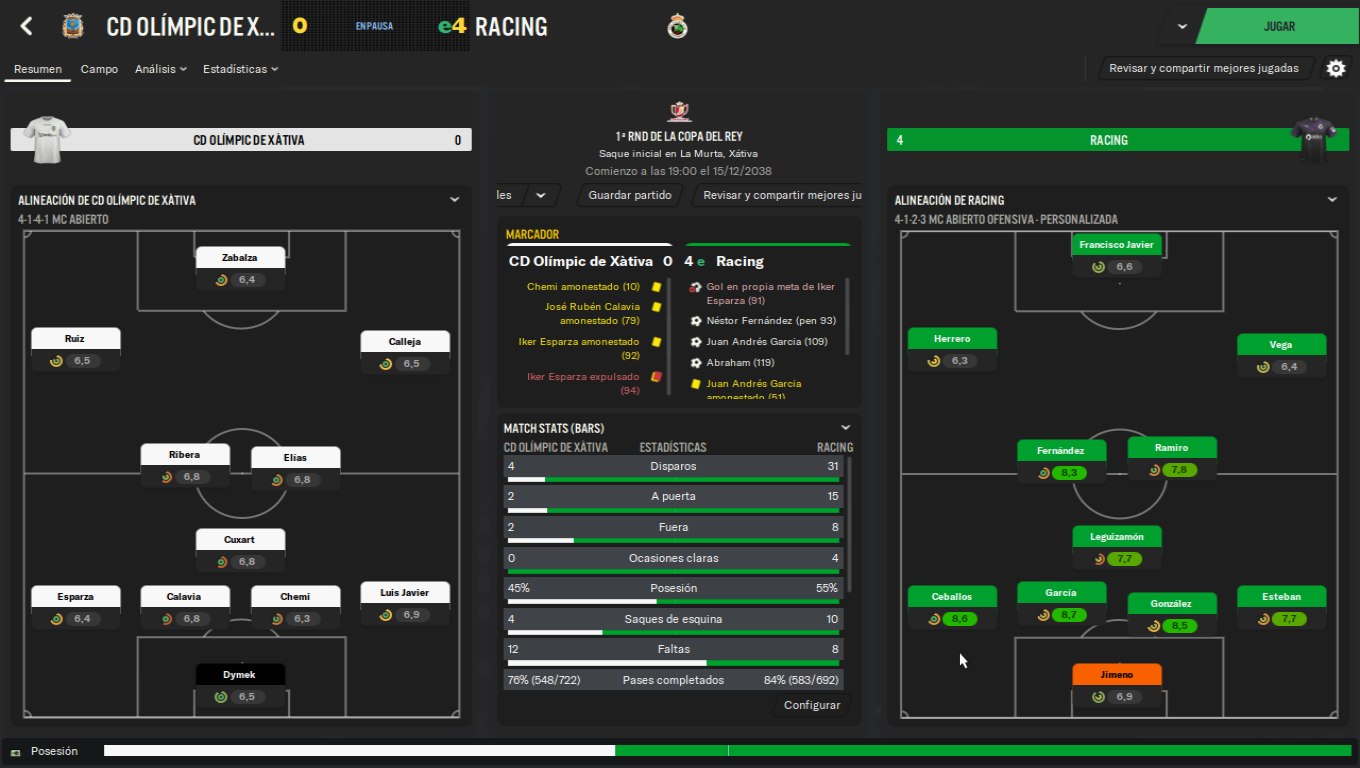 CD OLÍMPIC DE X...
0
EN PAUSA
e4
RACING
JUGAR
Resumen
Campo
Análisis
Estadísticas
Revisar y compartir mejores jugadas
CD OLÍMPIC DE XÀTIVA
0
1ª RND DE LA COPA DEL REY
Saque inicial en La Murta, Xátiva
Comienzo a las 19:00 el 15/12/2038
4
RACING
les
Guardar partido
Revisar y compartir mejores ju
ALINEACIÓN DE CD OLÍMPIC DE XÀTIVA
4-1-4-1 MC ABIERTO
Zabalza
6,4
Ruiz
6,5
Calleja
6,5
Ribera
6,8
Elías
6,8
Cuxart
6,8
Esparza
6,4
Calavia
6,8
Chemi
6,3
Luis Javier
6,9
Dymek
6,5
MARCADOR
CD Olímpic de Xàtiva 0
4 e Racing
Chemi amonestado (10)
José Rubén Calavia
amonestado (79)
Iker Esparza amonestado
(92)
Iker Esparza expulsado
(94)
Gol en propia meta de Iker
Esparza (91)
Néstor Fernández (pen 93)
Juan Andrés García (109)
Abraham (119)
Juan Andrés García
amonestado (51)
MATCH STATS (BARS)
CD OLÍMPIC DE XÀTIVA ESTADÍSTICAS RACING
4 Disparos 31
2 A puerta 15
2 Fuera 8
0 Ocasiones claras 4
45% Posesión 55%
4 Saques de esquina 10
12 Faltas 8
76% (548/722) Pases completados 84% (583/692)
Configurar
ALINEACIÓN DE RACING
4-1-2-3 MC ABIERTO OFENSIVA - PERSONALIZADA
Francisco Javier
6,6
Herrero
6,3
Vega
6,4
Fernández
8,3
Ramiro
7,8
Leguizamón
7,7
Ceballos
8,6
García
8,7
González
8,5
Esteban
7,7
Jimeno
6,9
Posesión